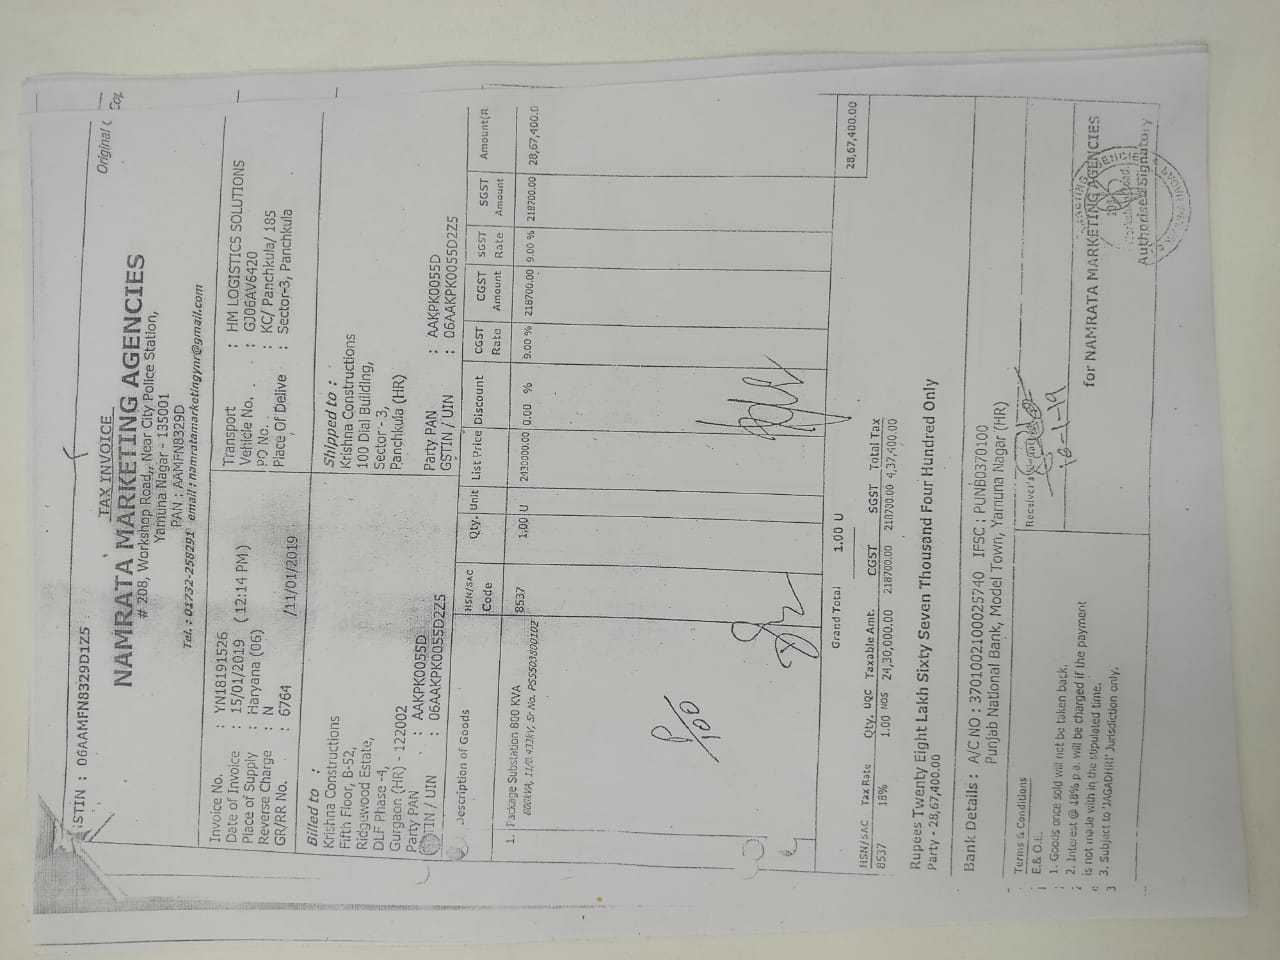 GSTIN : 06AAMFN8329D1Z5
Original
Cop
TAX INVOICE
NAMRATA MARKETING AGENCIES
# 208, Workshop Road,, Near City Police Station,
Yamuna Nagar - 135001
PAN : AAMFN8329D
Tel. : 01732-258291 email : namratamarketingynr@gmail.com
Invoice No. : YN18191526
Date of Invoice : 15/01/2019 ( 12:14 PM )
Place of Supply : Haryana (06)
Reverse Charge : N
GR/RR No. : 6764 /11/01/2019
Transport : HM LOGISTICS SOLUTIONS
Vehicle No. : GJ06AV6420
PO No. : KC/ Panchkula/ 185
Place Of Delive : Sector-3, Panchkula
Billed to :
Krishna Constructions
Fifth Floor, B-52,
Ridgewood Estate,
DLF Phase -4,
Gurgaon (HR) - 122002
Party PAN : AAKPK0055D
GSTIN / UIN : 06AAKPK0055D2Z5
Shipped to :
Krishna Constructions
100 Dial Building,
Sector - 3,
Panchkula (HR)
Party PAN : AAKPK0055D
GSTIN / UIN : 06AAKPK0055D2Z5
Description of Goods HSN/SAC Code Qty. Unit List Price Discount CGST Rate CGST Amount SGST Rate SGST Amount Amount(R
1. Package Substation 800 KVA 8537 1.00 U 2430000.00 0.00 % 9.00 % 218700.00 9.00 % 218700.00 28,67,400.0
800kVA, 11/0.433kV, Sr No.
P/100
Grand Total 1.00 U 28,67,400.00
HSN/SAC Tax Rate Qty. UQC Taxable Amt. CGST SGST Total Tax
8537 18% 1.00 NOS 24,30,000.00 218700.00 218700.00 4,37,400.00
Rupees Twenty Eight Lakh Sixty Seven Thousand Four Hundred Only
Party - 28,67,400.00
Bank Details : A/C NO : 3701002100025740 IFSC : PUNB0370100
Punjab National Bank, Model Town, Yamuna Nagar (HR)
Terms & Conditions
E.& O.E.
1. Goods once sold will not be taken back.
2. Interest @ 18% p.a. will be charged if the payment
is not made with in the stipulated time.
3. Subject to 'JAGADHRI' Jurisdiction only.
Receiver's
16-1-19
for NAMRATA MARKETING AGENCIES
Authorised Signatory